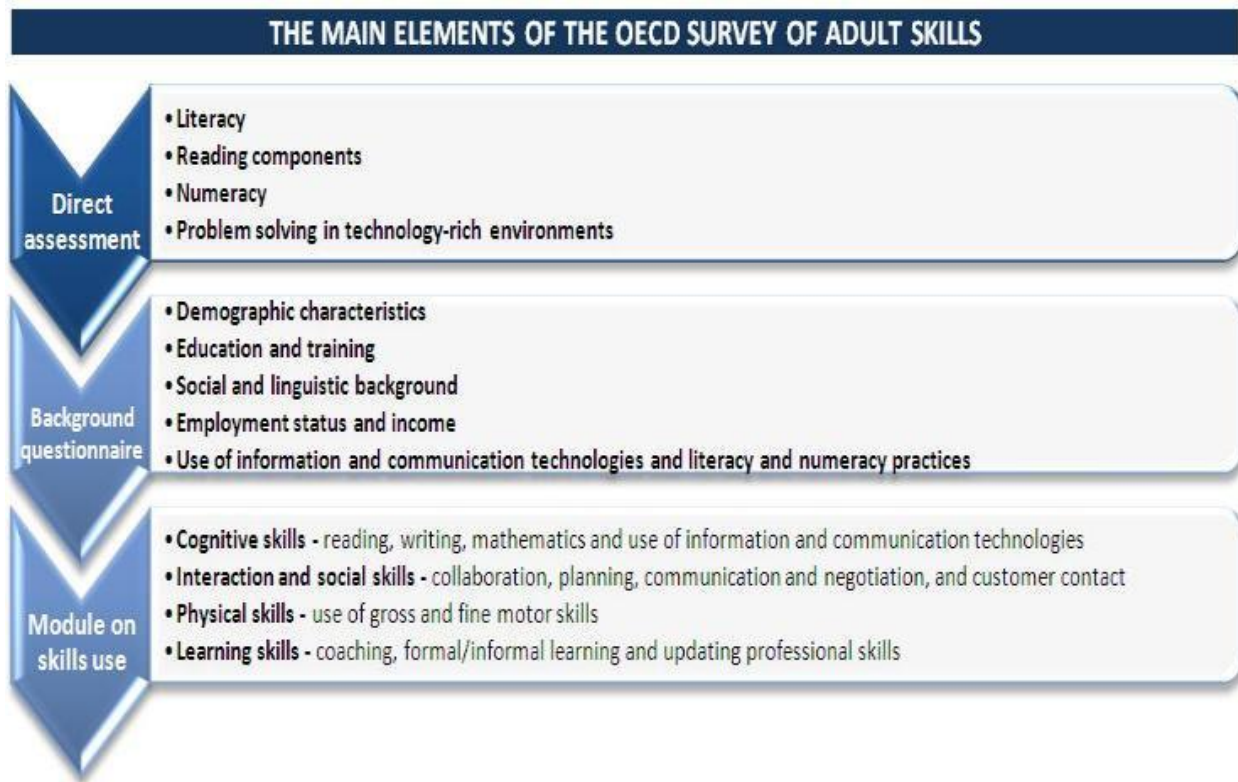 THE MAIN ELEMENTS OF THE OECD SURVEY OF ADULT SKILLS
Direct
assessment
• Literacy
• Reading components
• Numeracy
• Problem solving in technology-rich environments
Background
questionnaire
• Demographic characteristics
• Education and training
• Social and linguistic background
• Employment status and income
• Use of information and communication technologies and literacy and numeracy practices
Module on
skills use
• Cognitive skills - reading, writing, mathematics and use of information and communication technologies
• Interaction and social skills - collaboration, planning, communication and negotiation, and customer contact
• Physical skills - use of gross and fine motor skills
• Learning skills - coaching, formal/informal learning and updating professional skills